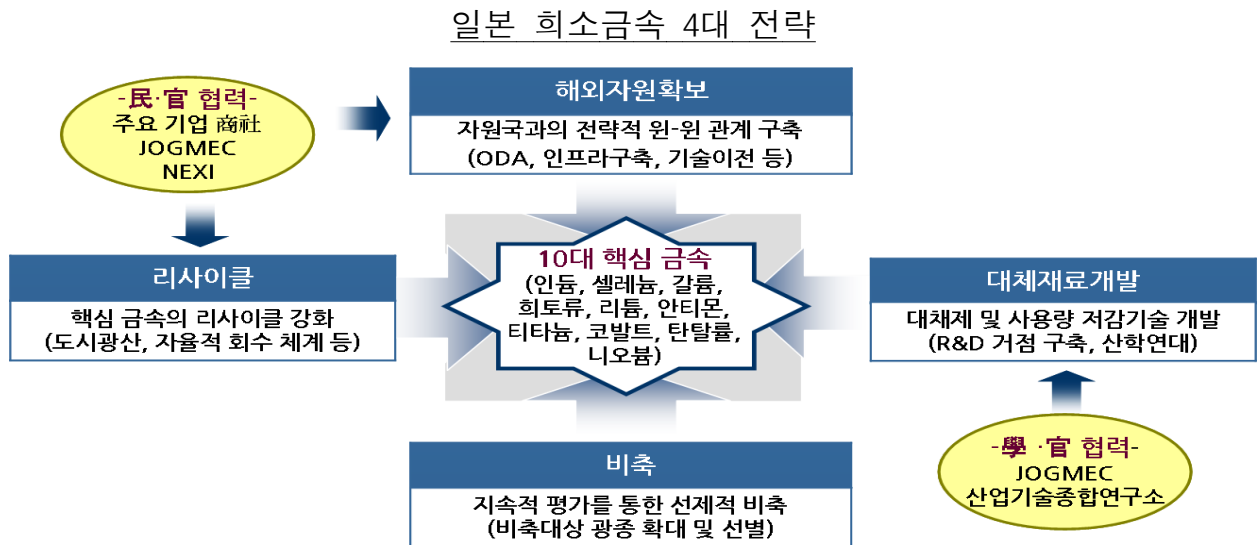 일본 희소금속 4대 전략
-民·官 협력-
주요 기업 商社
JOGMEC
NEXI
해외자원확보
자원국과의 전략적 윈-윈 관계 구축
(ODA, 인프라구축, 기술이전 등)
리사이클
핵심 금속의 리사이클 강화
(도시광산, 자율적 회수 체계 등)
10대 핵심 금속
(인듐, 셀레늄, 갈륨,
희토류, 리튬, 안티몬,
티타늄, 코발트, 탄탈률,
니오븀)
대체재료개발
대채제 및 사용량 저감기술 개발
(R&D 거점 구축, 산학연대)
-學 ·官 협력-
JOGMEC
산업기술종합연구소
비축
지속적 평가를 통한 선제적 비축
(비축대상 광종 확대 및 선별)